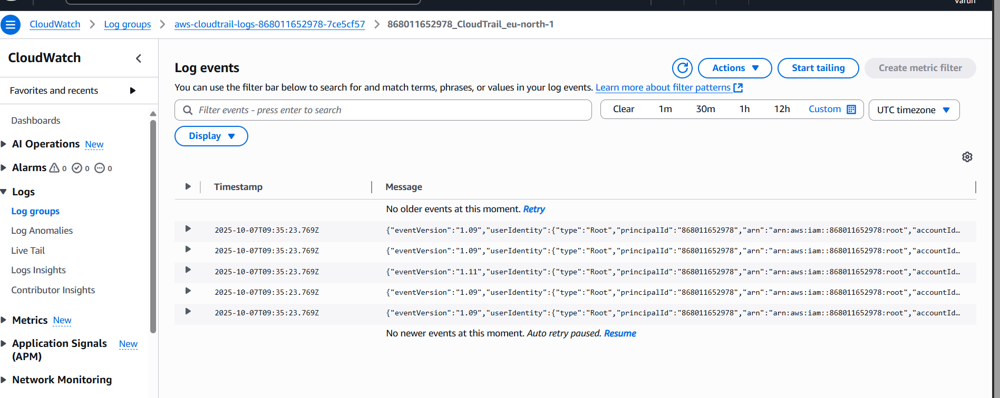 Varun
CloudWatch > Log groups > aws-cloudtrail-logs-868011652978-7ce5cf57 > 868011652978_CloudTrail_eu-north-1
CloudWatch
Favorites and recents
Dashboards
AI Operations New
Alarms 0 0 0
Logs
Log groups
Log Anomalies
Live Tail
Logs Insights
Contributor Insights
Metrics New
Application Signals (APM) New
Network Monitoring
Log events
Actions
Start tailing
Create metric filter
You can use the filter bar below to search for and match terms, phrases, or values in your log events. Learn more about filter patterns
Filter events - press enter to search
Clear 1m 30m 1h 12h Custom
UTC timezone
Display
Timestamp Message
No older events at this moment. Retry
2025-10-07T09:35:23.769Z {"eventVersion":"1.09","userIdentity":{"type":"Root","principalId":"868011652978","arn":"arn:aws:iam::868011652978:root","accountId…
2025-10-07T09:35:23.769Z {"eventVersion":"1.09","userIdentity":{"type":"Root","principalId":"868011652978","arn":"arn:aws:iam::868011652978:root","accountId…
2025-10-07T09:35:23.769Z {"eventVersion":"1.11","userIdentity":{"type":"Root","principalId":"868011652978","arn":"arn:aws:iam::868011652978:root","accountId…
2025-10-07T09:35:23.769Z {"eventVersion":"1.09","userIdentity":{"type":"Root","principalId":"868011652978","arn":"arn:aws:iam::868011652978:root","accountId…
2025-10-07T09:35:23.769Z {"eventVersion":"1.09","userIdentity":{"type":"Root","principalId":"868011652978","arn":"arn:aws:iam::868011652978:root","accountId…
No newer events at this moment. Auto retry paused. Resume